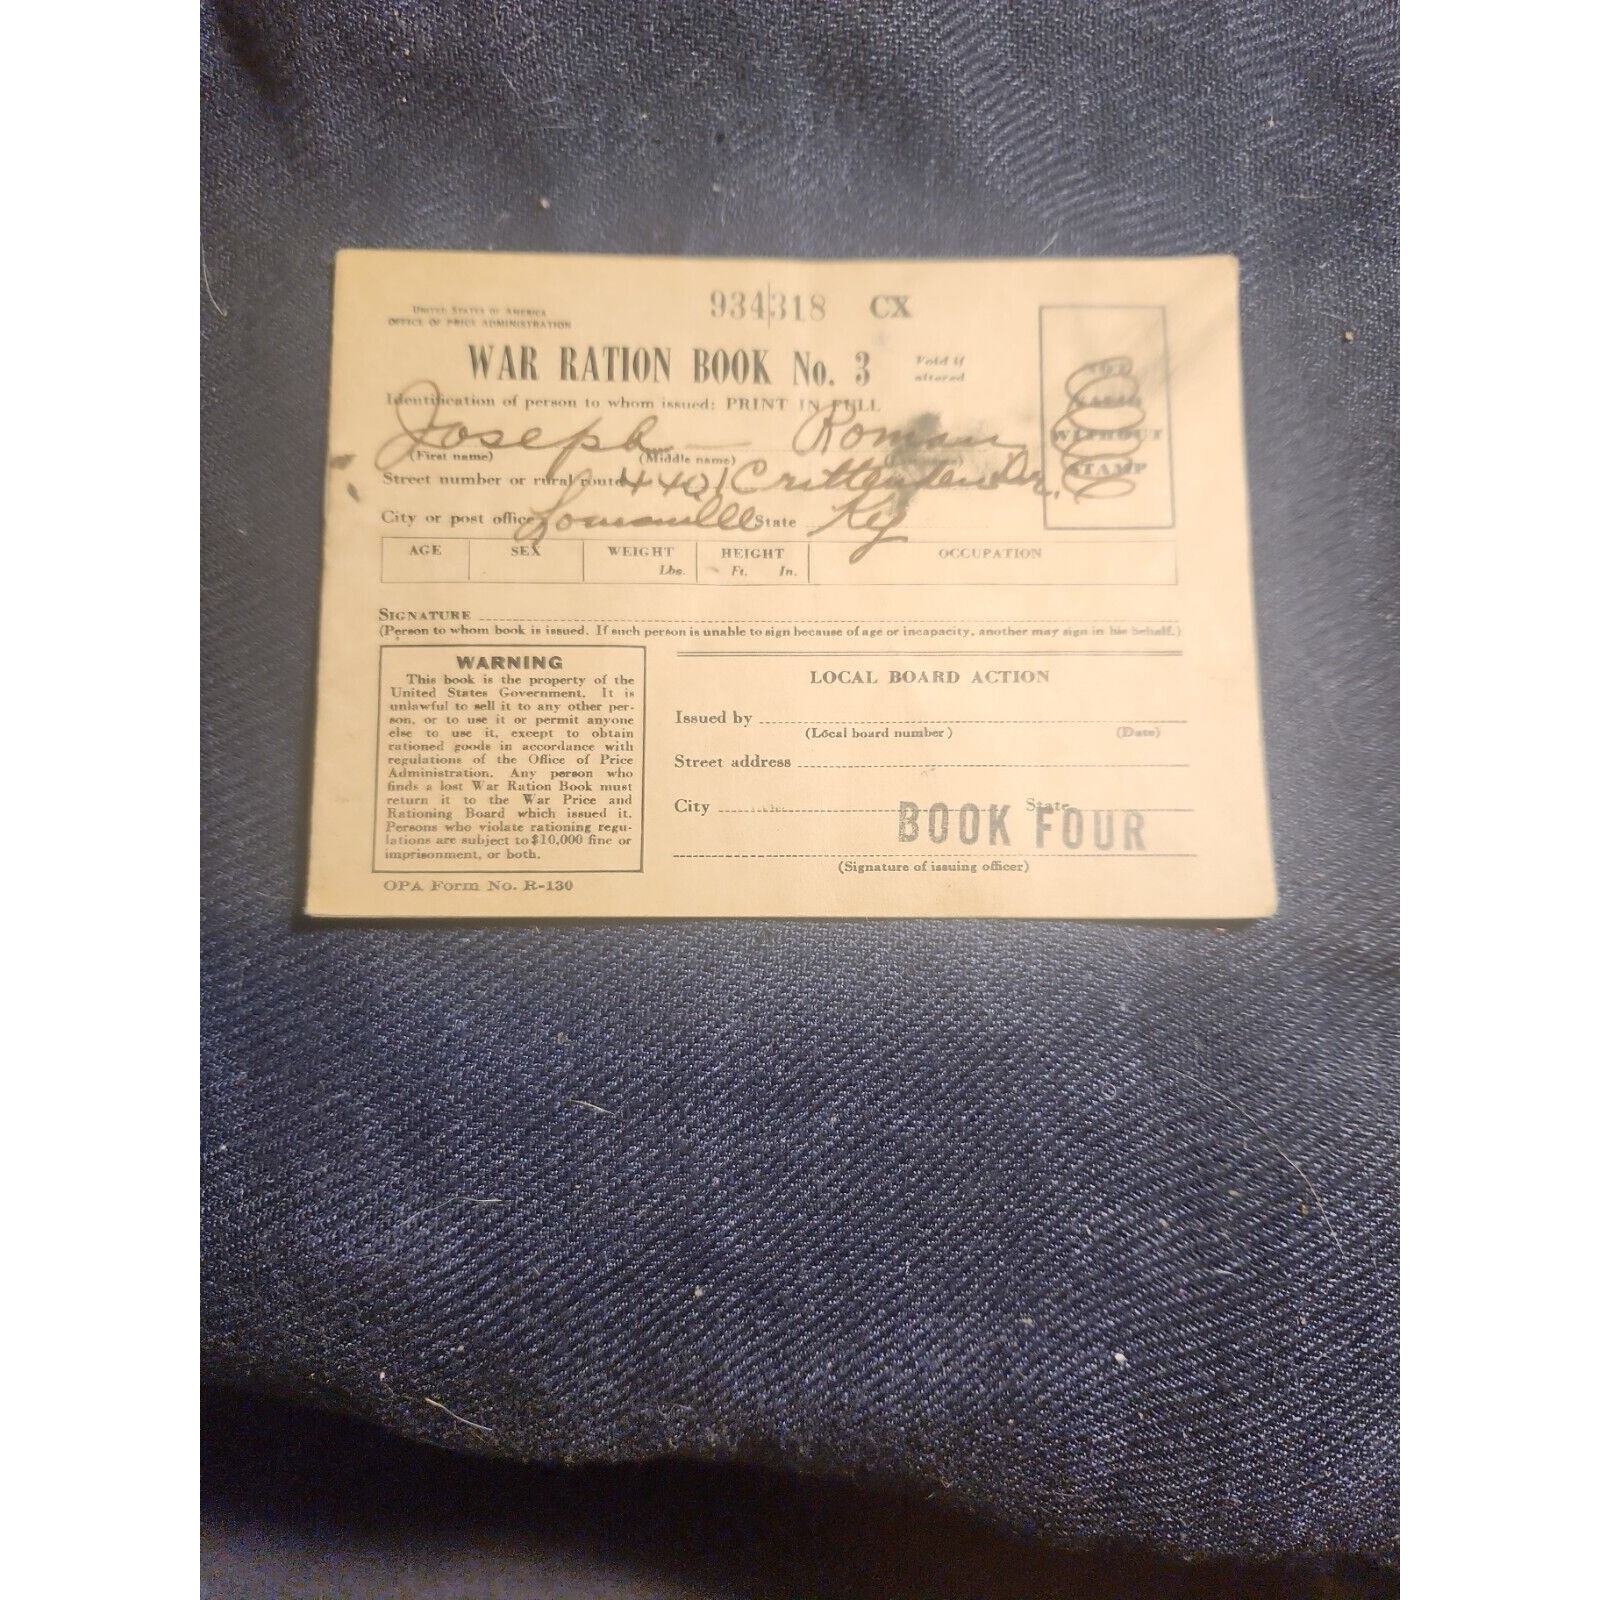 934318 CX
UNITED STATES OF AMERICA
OFFICE OF PRICE ADMINISTRATION
WAR RATION BOOK No. 3
Void if
altered
NOT
VALID
WITHOUT
STAMP
Identification of person to whom issued: PRINT IN FULL
Joseph — Roman
(First name) (Middle name)
Street number or rural route 4401 Crittenden Dr.
City or post office Louisville State Ky
AGE SEX WEIGHT HEIGHT OCCUPATION
Lbs. Ft. In.
SIGNATURE
(Person to whom book is issued. If such person is unable to sign because of age or incapacity, another may sign in his behalf.)
WARNING
This book is the property of the
United States Government. It is
unlawful to sell it to any other per-
son, or to use it or permit anyone
else to use it, except to obtain
rationed goods in accordance with
regulations of the Office of Price
Administration. Any person who
finds a lost War Ration Book must
return it to the War Price and
Rationing Board which issued it.
Persons who violate rationing regu-
lations are subject to $10,000 fine or
imprisonment, or both.
LOCAL BOARD ACTION
Issued by
(Local board number) (Date)
Street address
City State
BOOK FOUR
(Signature of issuing officer)
OPA Form No. R-130